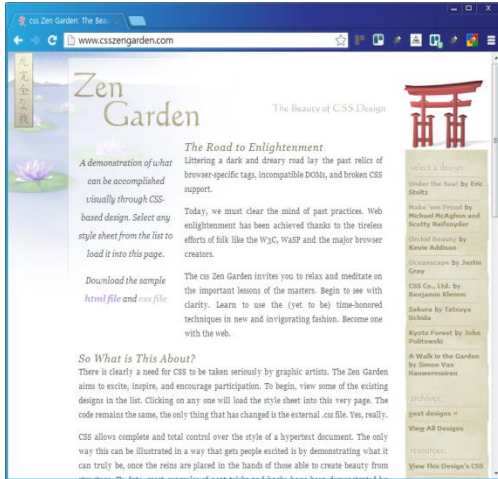 css Zen Garden: The Beau
www.csszengarden.com
Zen
Garden
The Beauty of CSS Design
A demonstration of what
can be accomplished
visually through CSS-
based design. Select any
style sheet from the list to
load it into this page.
Download the sample
html file and css file
The Road to Enlightenment
Littering a dark and dreary road lay the past relics of
browser-specific tags, incompatible DOMs, and broken CSS
support.
Today, we must clear the mind of past practices. Web
enlightenment has been achieved thanks to the tireless
efforts of folk like the W3C, WaSP and the major browser
creators.
The css Zen Garden invites you to relax and meditate on
the important lessons of the masters. Begin to see with
clarity. Learn to use the (yet to be) time-honored
techniques in new and invigorating fashion. Become one
with the web.
So What is This About?
There is clearly a need for CSS to be taken seriously by graphic artists. The Zen Garden
aims to excite, inspire, and encourage participation. To begin, view some of the existing
designs in the list. Clicking on any one will load the style sheet into this very page. The
code remains the same, the only thing that has changed is the external .css file. Yes, really.
CSS allows complete and total control over the style of a hypertext document. The only
way this can be illustrated in a way that gets people excited is by demonstrating what it
can truly be, once the reins are placed in the hands of those able to create beauty from
select a design
Under the Sea! by Eric
Stoltz
Make 'em Proud by
Michael McAghon and
Scotty Reifsnyder
Orchid Beauty by
Kevin Addison
Oceanscape by Justin
Gray
CSS Co., Ltd. by
Benjamin Klemm
Sakura by Tatsuya
Uchida
Kyoto Forest by John
Politowski
A Walk in the Garden
by Simon Van
Hauwermeiren
archives
next designs »
View All Designs
resources
View This Design's CSS